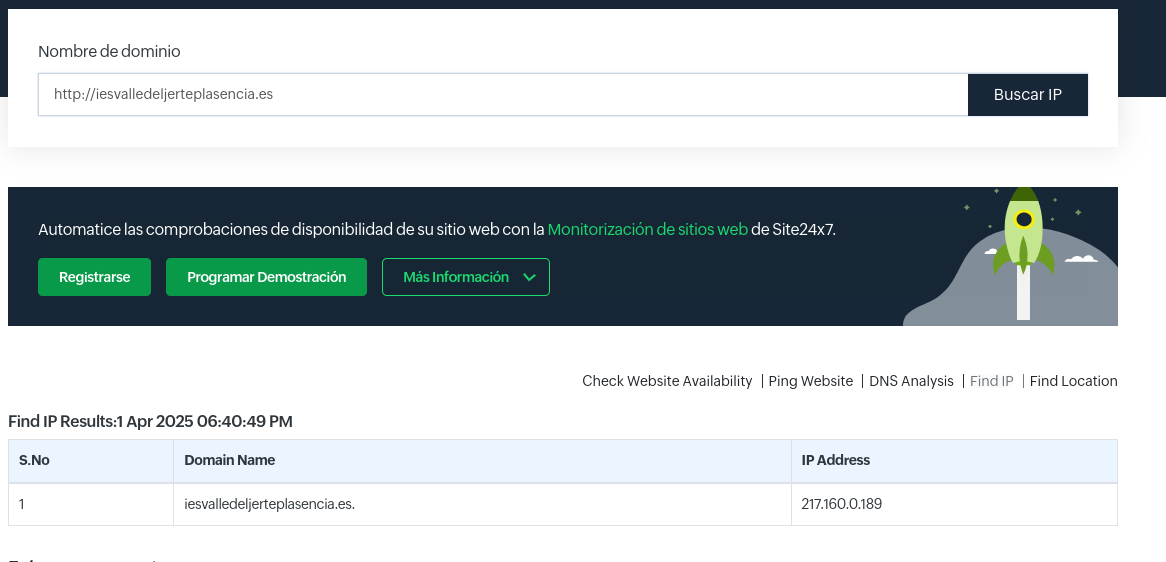 Nombre de dominio
http://iesvalledeljerteplasencia.es
Buscar IP
Automatice las comprobaciones de disponibilidad de su sitio web con la Monitorización de sitios web de Site24x7.
Registrarse
Programar Demostración
Más Información
Check Website Availability | Ping Website | DNS Analysis | Find IP | Find Location
Find IP Results:1 Apr 2025 06:40:49 PM
S.No Domain Name IP Address
1 iesvalledeljerteplasencia.es. 217.160.0.189